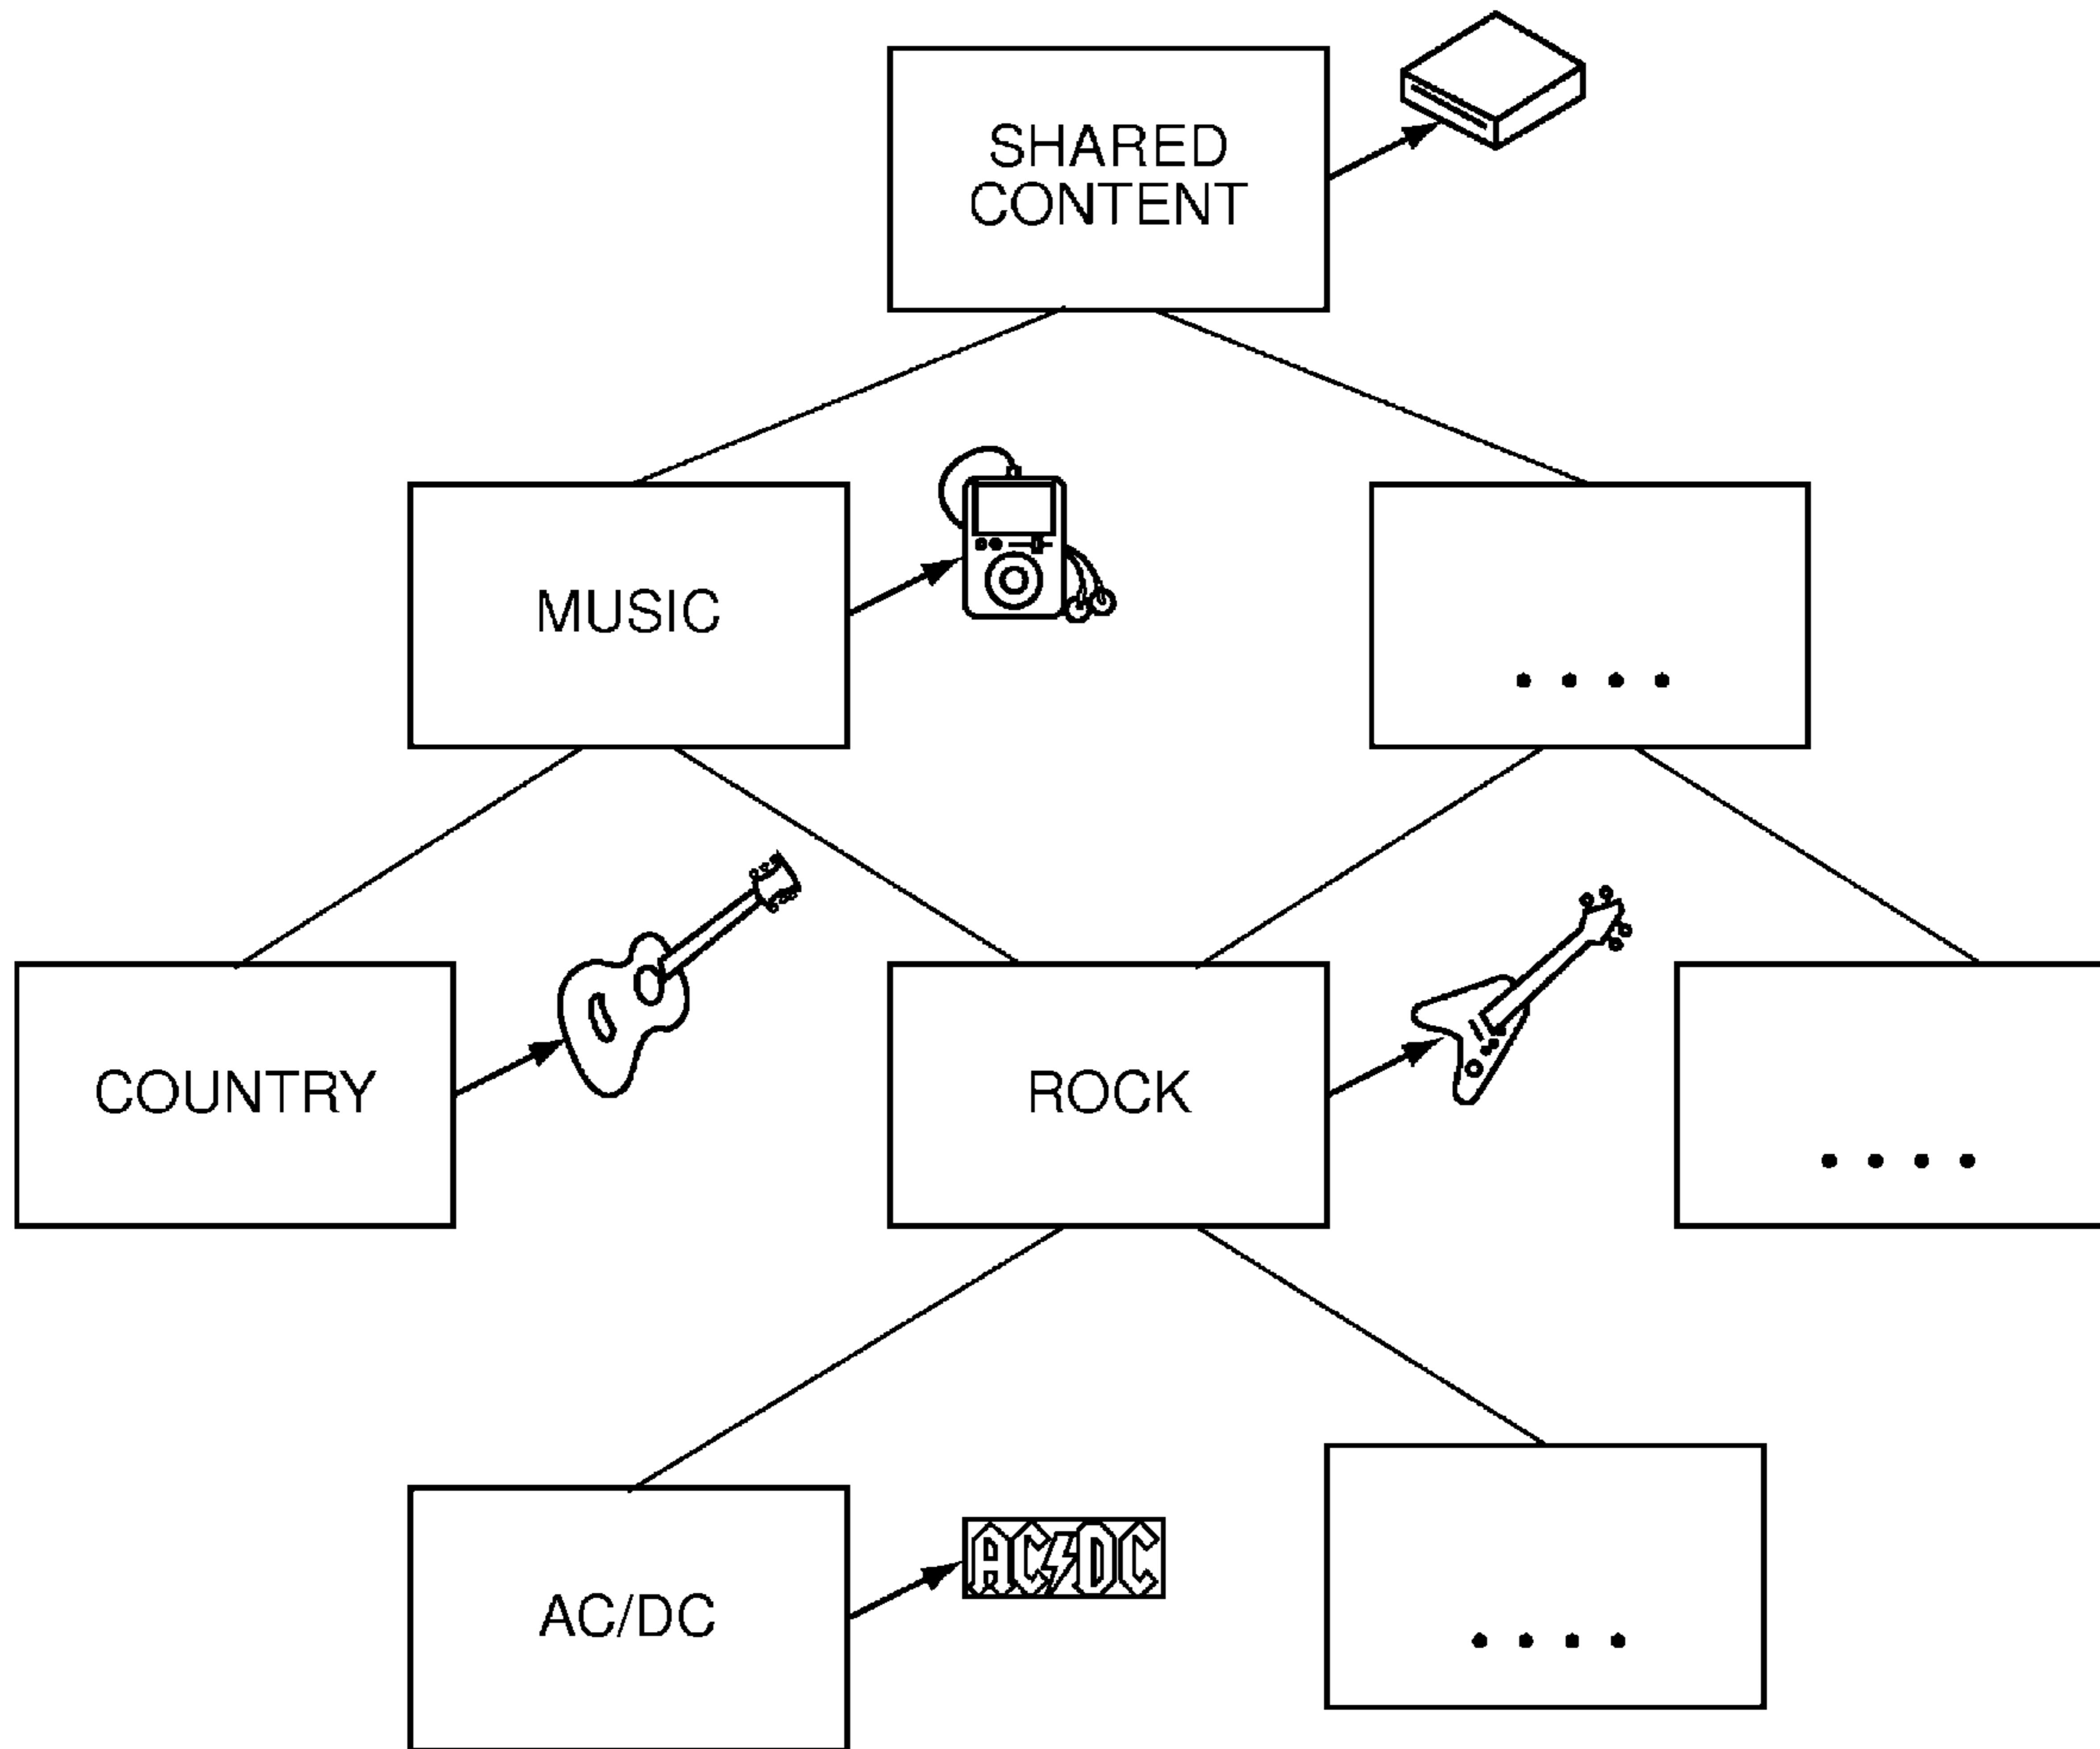 SHARED
CONTENT
MUSIC
. . . .
COUNTRY
ROCK
. . . .
AC/DC
AC⚡DC
. . . .